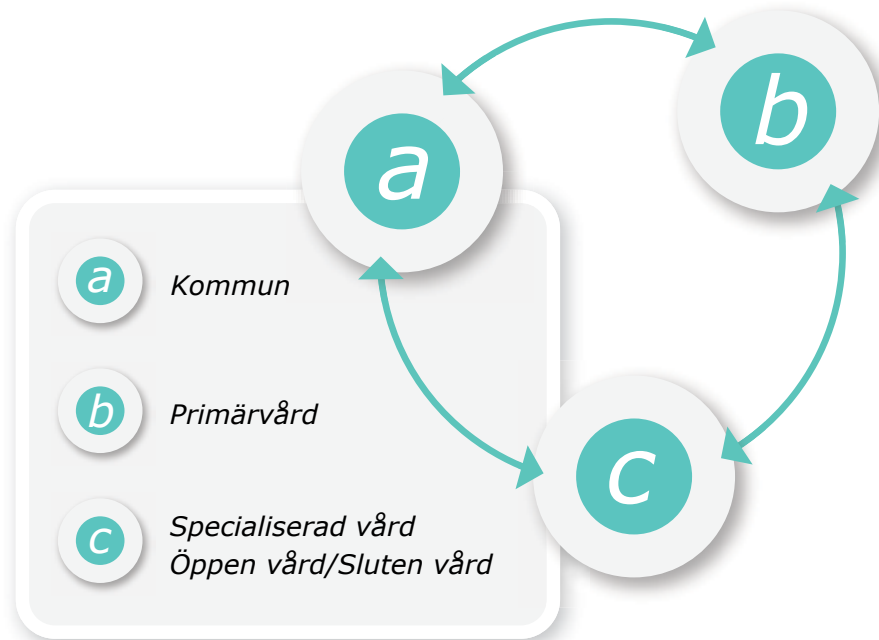 a
b
c
a Kommun
b Primärvård
c Specialiserad vård
Öppen vård/Sluten vård